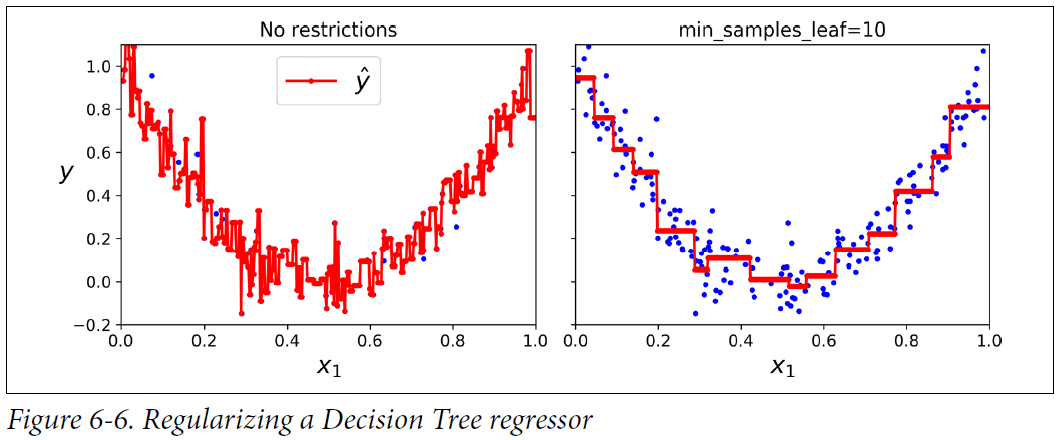 No restrictions
min_samples_leaf=10
ŷ
y
1.0
0.8
0.6
0.4
0.2
0.0
−0.2
0.0 0.2 0.4 0.6 0.8 1.0
0.0 0.2 0.4 0.6 0.8 1.0
x₁
x₁
Figure 6-6. Regularizing a Decision Tree regressor